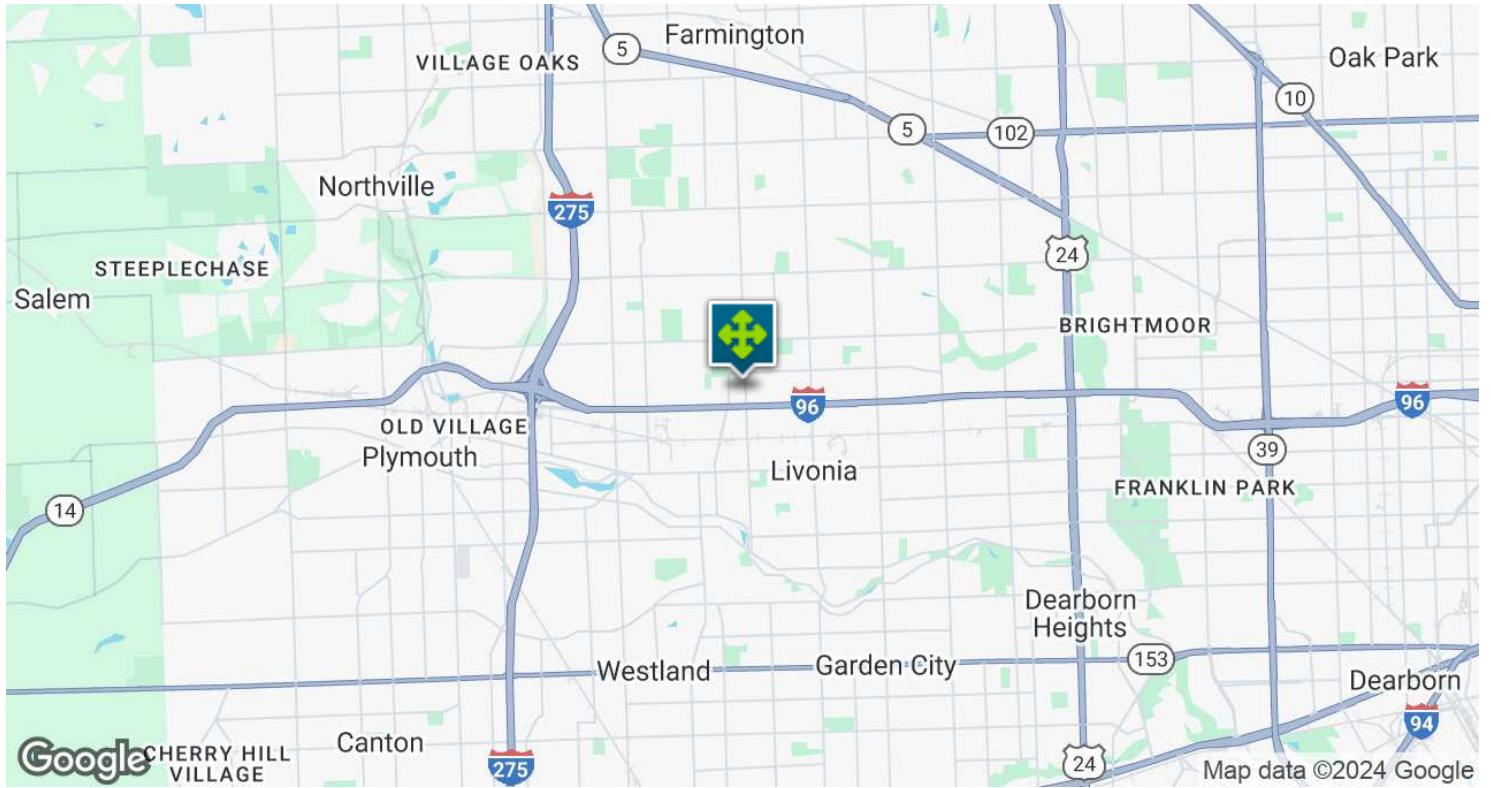 Farmington
5
VILLAGE OAKS
Oak Park
10
5
102
Northville
275
24
STEEPLECHASE
Salem
BRIGHTMOOR
96
96
OLD VILLAGE
Plymouth
39
Livonia
FRANKLIN PARK
14
Dearborn
Heights
153
Westland
Garden City
Dearborn
94
Canton
Google
CHERRY HILL
VILLAGE
275
24
Map data ©2024 Google